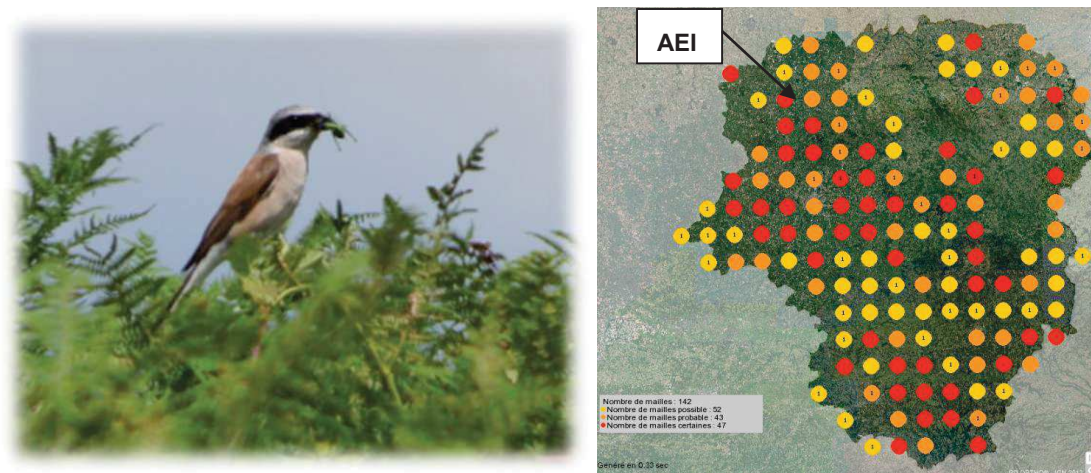 AEI
Nombre de mailles : 142
Nombre de mailles possible : 52
Nombre de mailles probable : 43
Nombre de mailles certaines : 47
Généré en 0.33 sec